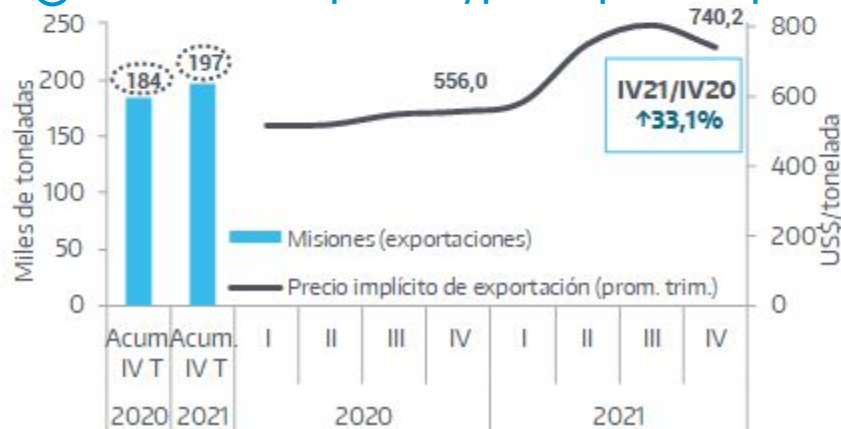 250
200
150
100
50
0
Miles de toneladas
184
197
556,0
740,2
IV21/IV20
↑33,1%
800
600
400
200
0
US$/tonelada
Misiones (exportaciones)
Precio implícito de exportación (prom. trim.)
Acum. Acum. I II III IV I II III IV
IV T IV T
2020 2021 2020 2021